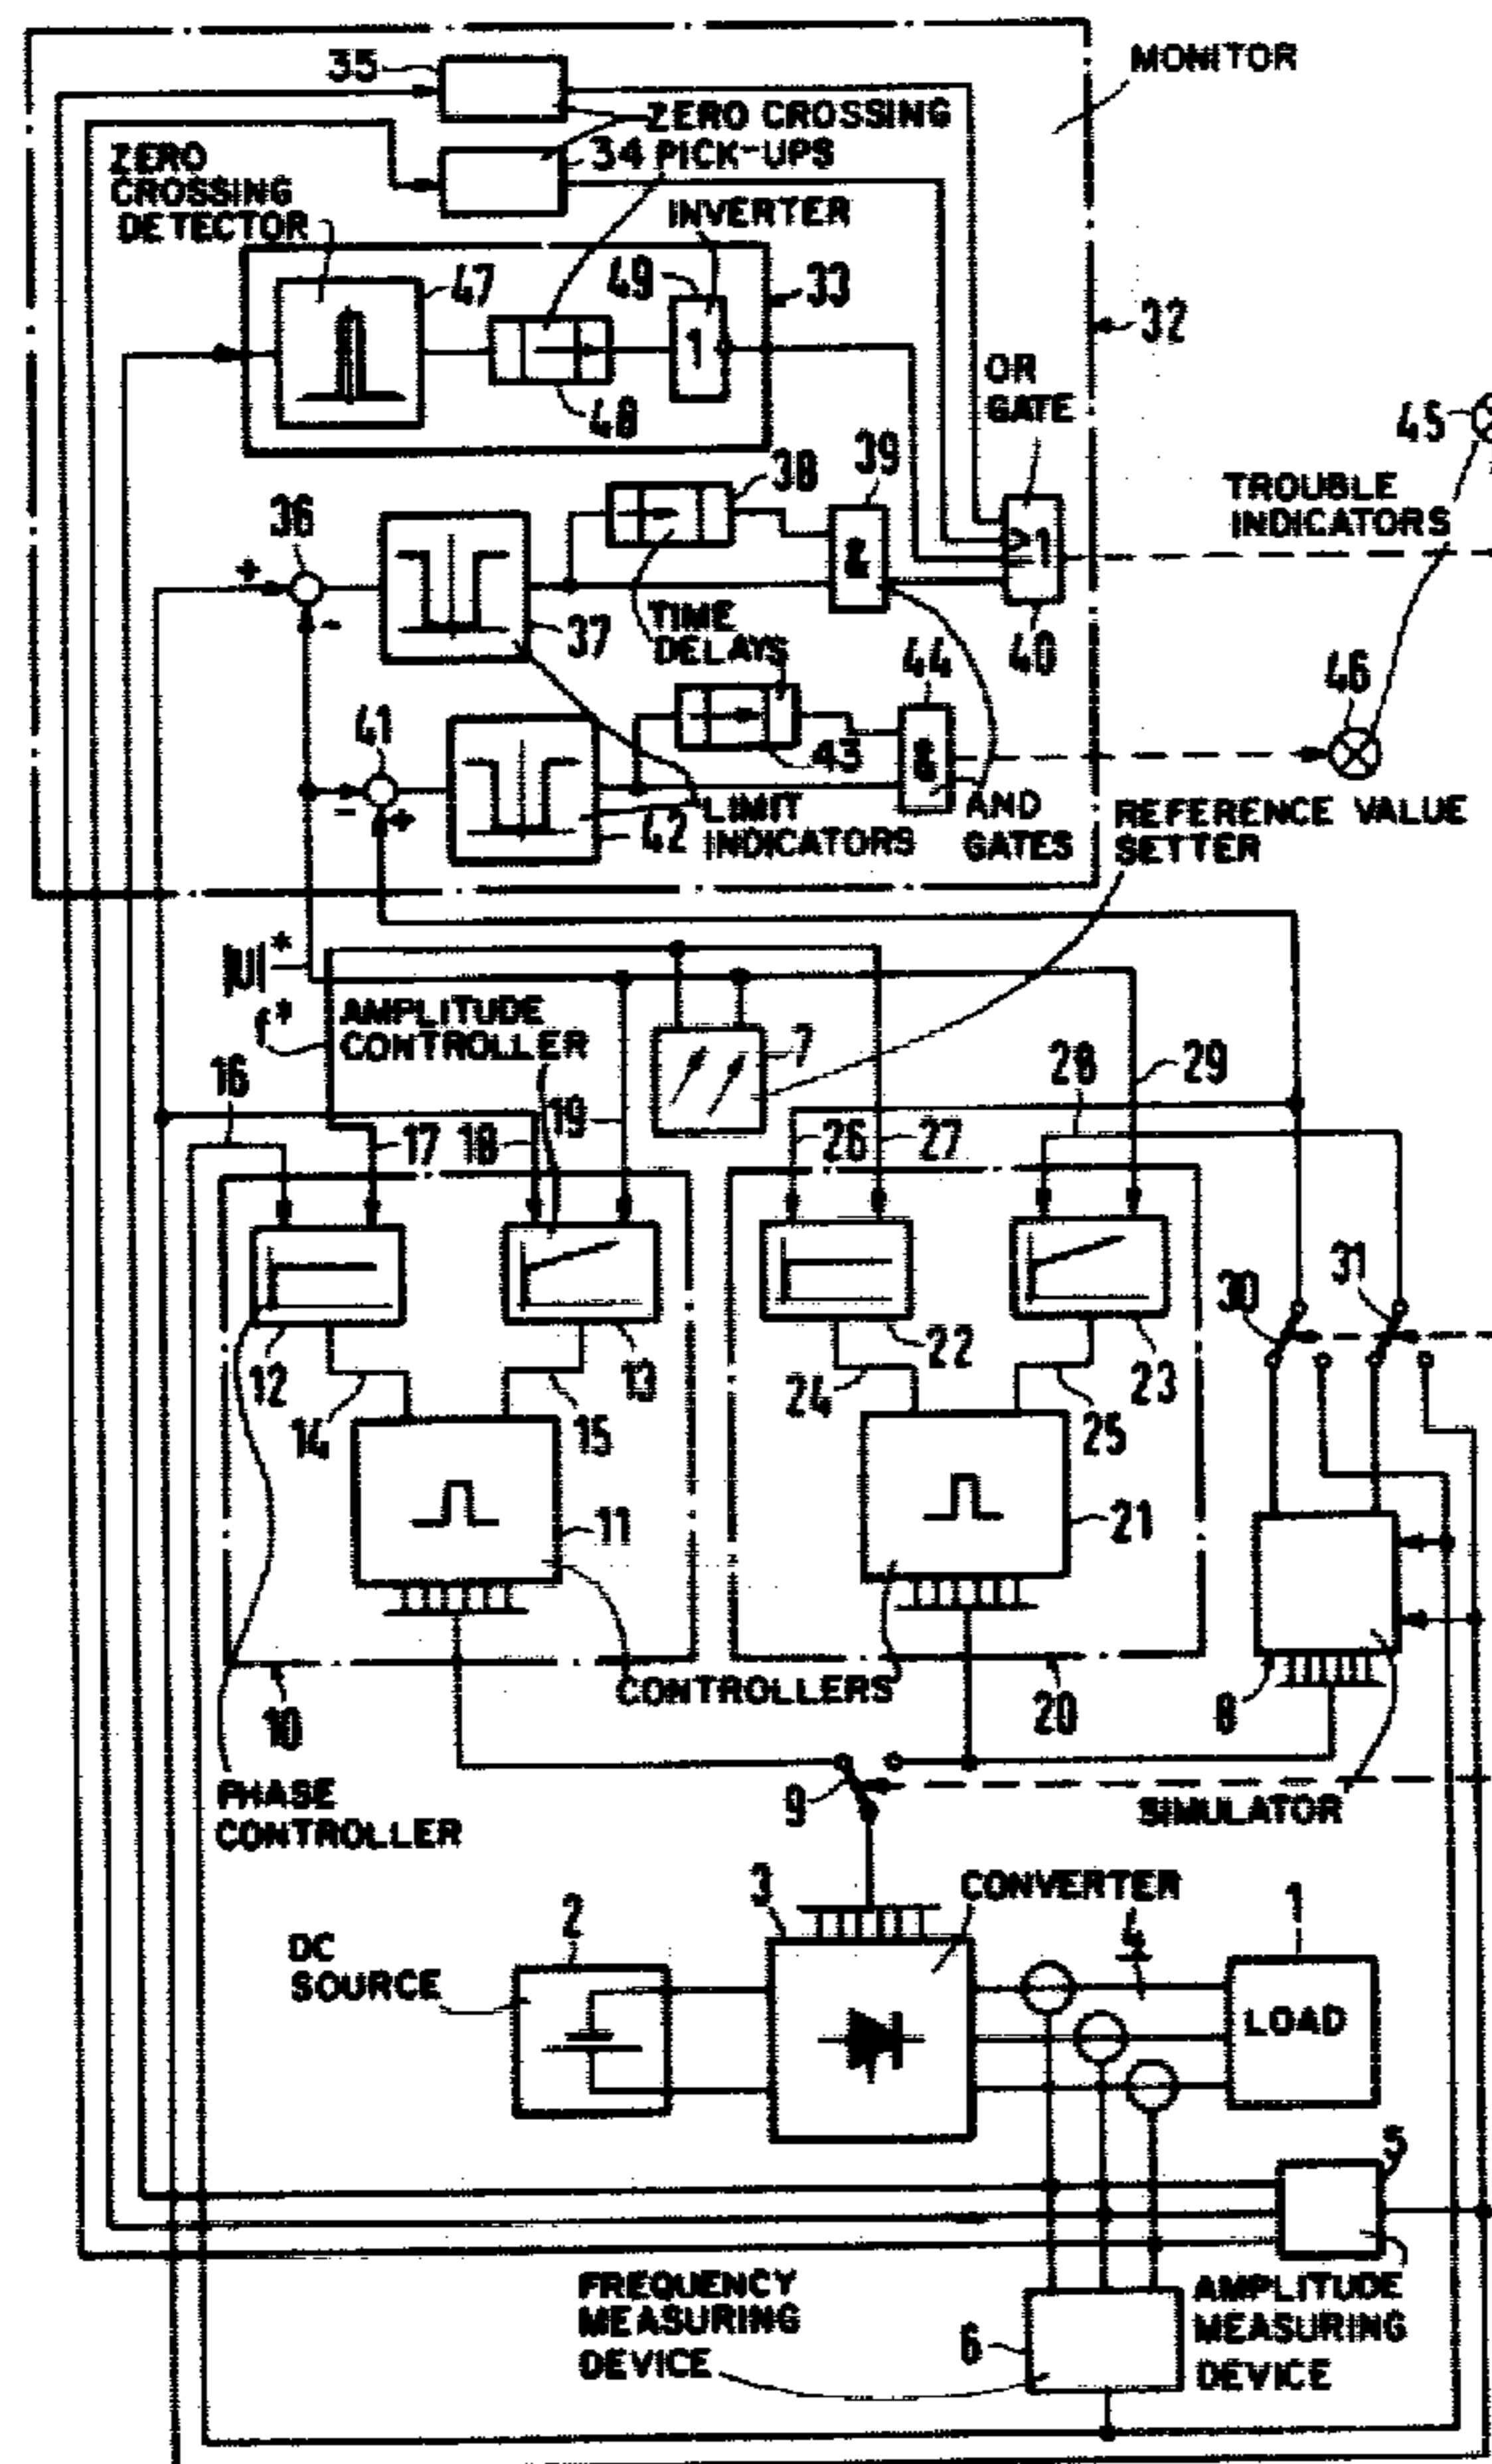 MONITOR
35
ZERO CROSSING
PICK-UPS
34
ZERO
CROSSING
DETECTOR
INVERTER
47
49
33
32
48
OR
GATE
45
38
39
TROUBLE
INDICATORS
36
+
-
&
≥1
1
37
TIME
DELAYS
40
44
46
41
43
&
-
+
42
LIMIT
INDICATORS
AND
GATES
REFERENCE VALUE
SETTER
|U|*
f*
AMPLITUDE
CONTROLLER
7
16
17
18
19
26
27
28
29
30
31
12
13
22
23
14
15
24
25
11
21
10
CONTROLLERS
20
8
PHASE
CONTROLLER
9
SIMULATOR
3
CONVERTER
2
DC
SOURCE
4
1
LOAD
5
FREQUENCY
MEASURING
DEVICE
6
AMPLITUDE
MEASURING
DEVICE